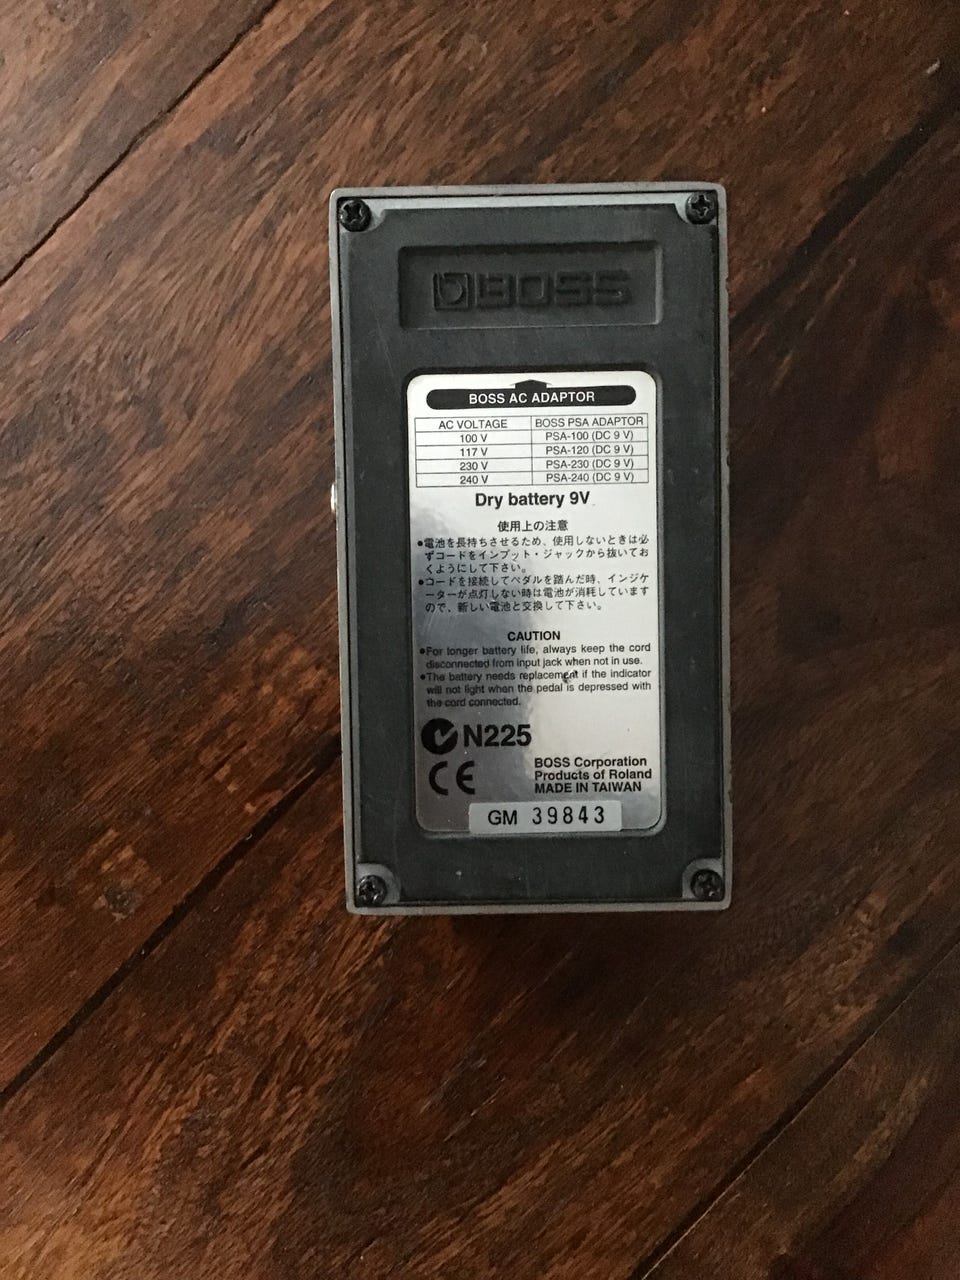 BOSS
BOSS AC ADAPTOR
AC VOLTAGE BOSS PSA ADAPTOR
100 V PSA-100 (DC 9 V)
117 V PSA-120 (DC 9 V)
230 V PSA-230 (DC 9 V)
240 V PSA-240 (DC 9 V)
Dry battery 9V
使用上の注意
●電池を長持ちさせるため、使用しないときは必
ずコードをインプット・ジャックから抜いてお
くようにして下さい。
●コードを接続してペダルを踏んだ時、インジケ
ーターが点灯しない時は電池が消耗しています
ので、新しい電池と交換して下さい。
CAUTION
●For longer battery life, always keep the cord
disconnected from input jack when not in use.
●The battery needs replacement if the indicator
will not light when the pedal is depressed with
the cord connected.
N225
CE
BOSS Corporation
Products of Roland
MADE IN TAIWAN
GM 39843